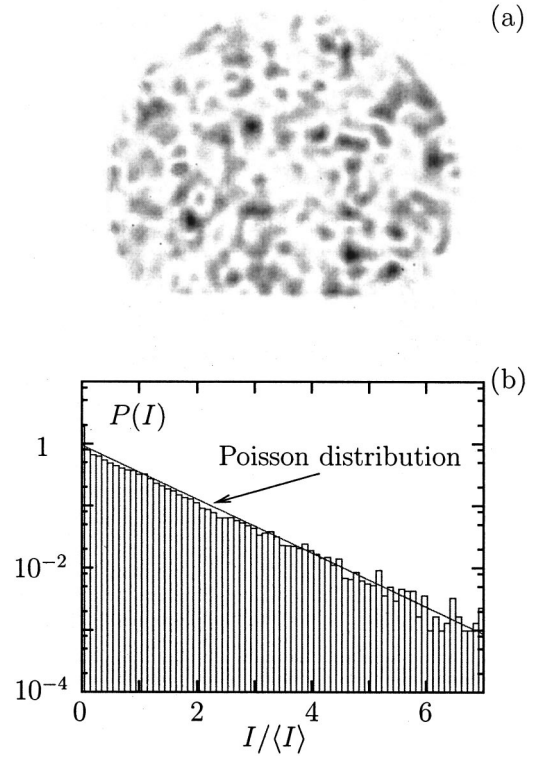 (a)
(b)
P(I)
Poisson distribution
1
10⁻²
10⁻⁴
0 2 4 6
I/⟨I⟩